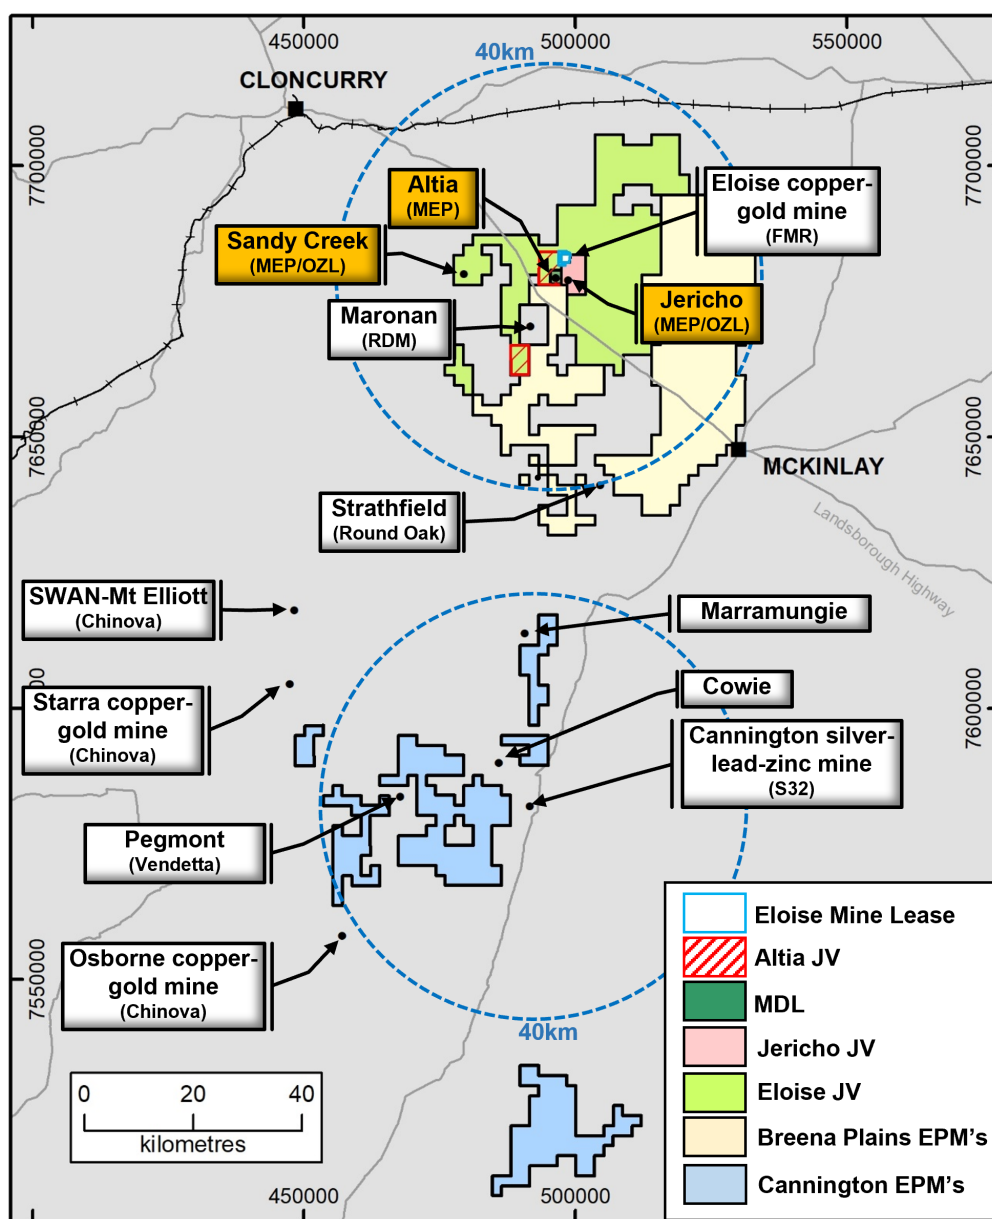 450000
500000
550000
40km
CLONCURRY
7700000
7700000
Altia
(MEP)
Eloise copper-
gold mine
(FMR)
Sandy Creek
(MEP/OZL)
Jericho
(MEP/OZL)
Maronan
(RDM)
7650000
7650000
MCKINLAY
Strathfield
(Round Oak)
Landsborough Highway
SWAN-Mt Elliott
(Chinova)
Marramungie
Cowie
Starra copper-
gold mine
(Chinova)
7600000
Cannington silver-
lead-zinc mine
(S32)
Pegmont
(Vendetta)
Osborne copper-
gold mine
(Chinova)
7550000
40km
Eloise Mine Lease
Altia JV
MDL
Jericho JV
Eloise JV
Breena Plains EPM's
Cannington EPM's
0 20 40
kilometres
450000
500000